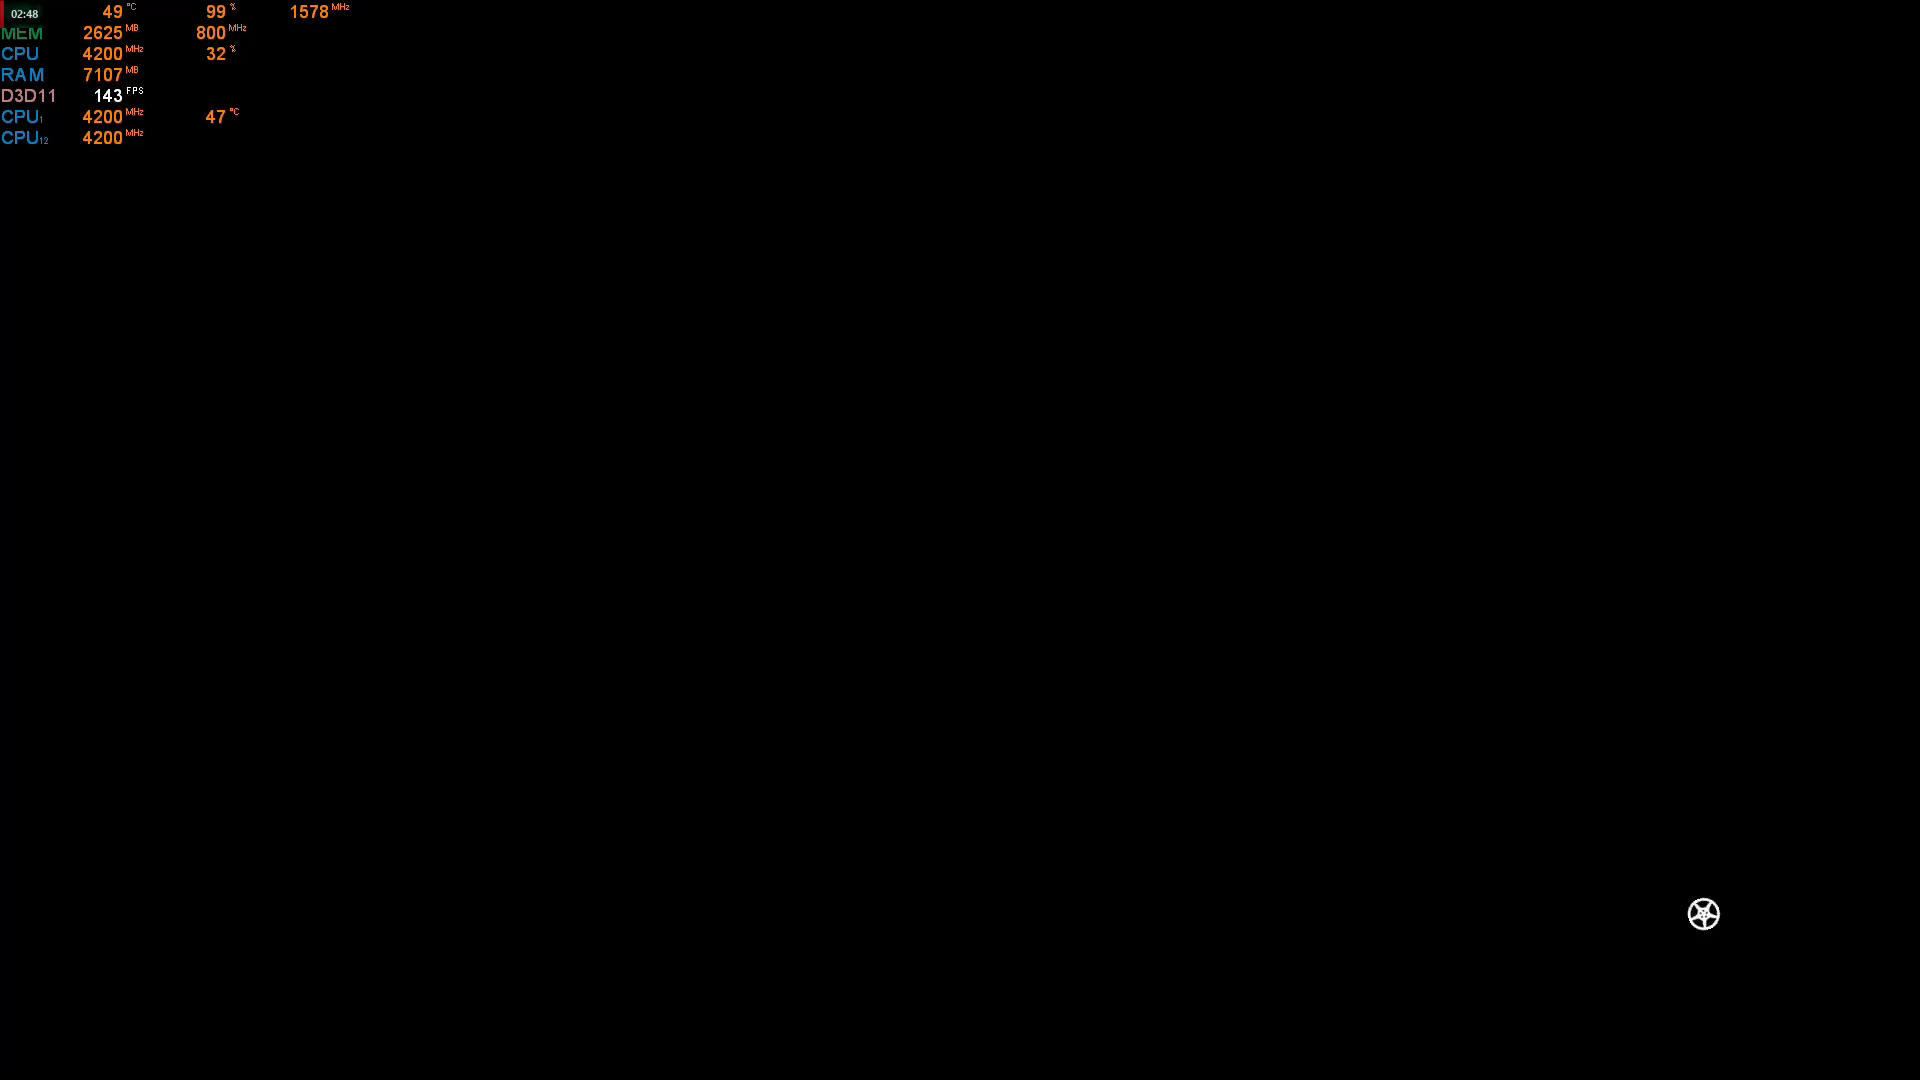 02:48 49 °C 99 % 1578 MHz
MEM 2625 MB 800 MHz
CPU 4200 MHz 32 %
RAM 7107 MB
D3D11 143 FPS
CPU1 4200 MHz 47 °C
CPU12 4200 MHz